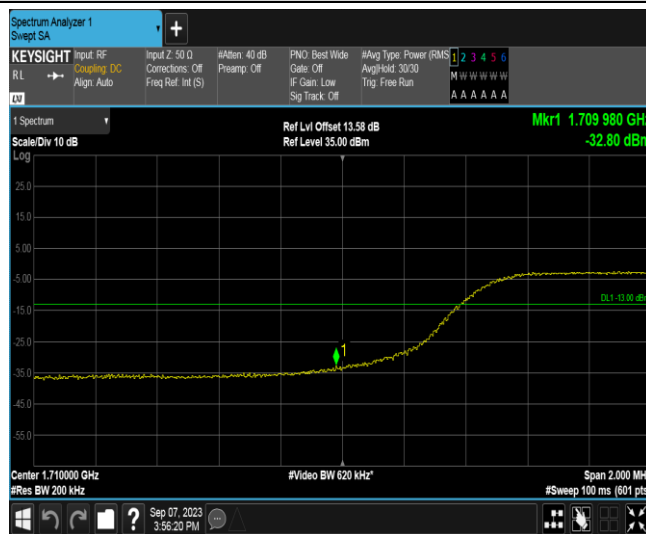 Spectrum Analyzer 1
Swept SA
KEYSIGHT
RL
LXI
Input: RF
Coupling: DC
Align: Auto
Input Z: 50 Ω
Corrections: Off
Freq Ref: Int (S)
#Atten: 40 dB
Preamp: Off
PNO: Best Wide
Gate: Off
IF Gain: Low
Sig Track: Off
#Avg Type: Power (RMS
Avg|Hold: 30/30
Trig: Free Run
1 2 3 4 5 6
M W W W W W
A A A A A A
1 Spectrum
Scale/Div 10 dB
Log
Ref Lvl Offset 13.58 dB
Ref Level 35.00 dBm
Mkr1 1.709 980 GHz
-32.80 dBm
25.0
15.0
5.00
-5.00
DL1 -13.00 dBm
-15.0
-25.0
1
-35.0
-45.0
-55.0
Center 1.710000 GHz
#Res BW 200 kHz
#Video BW 620 kHz*
Span 2.000 MH
#Sweep 100 ms (601 pts
?
Sep 07, 2023
3:56:20 PM